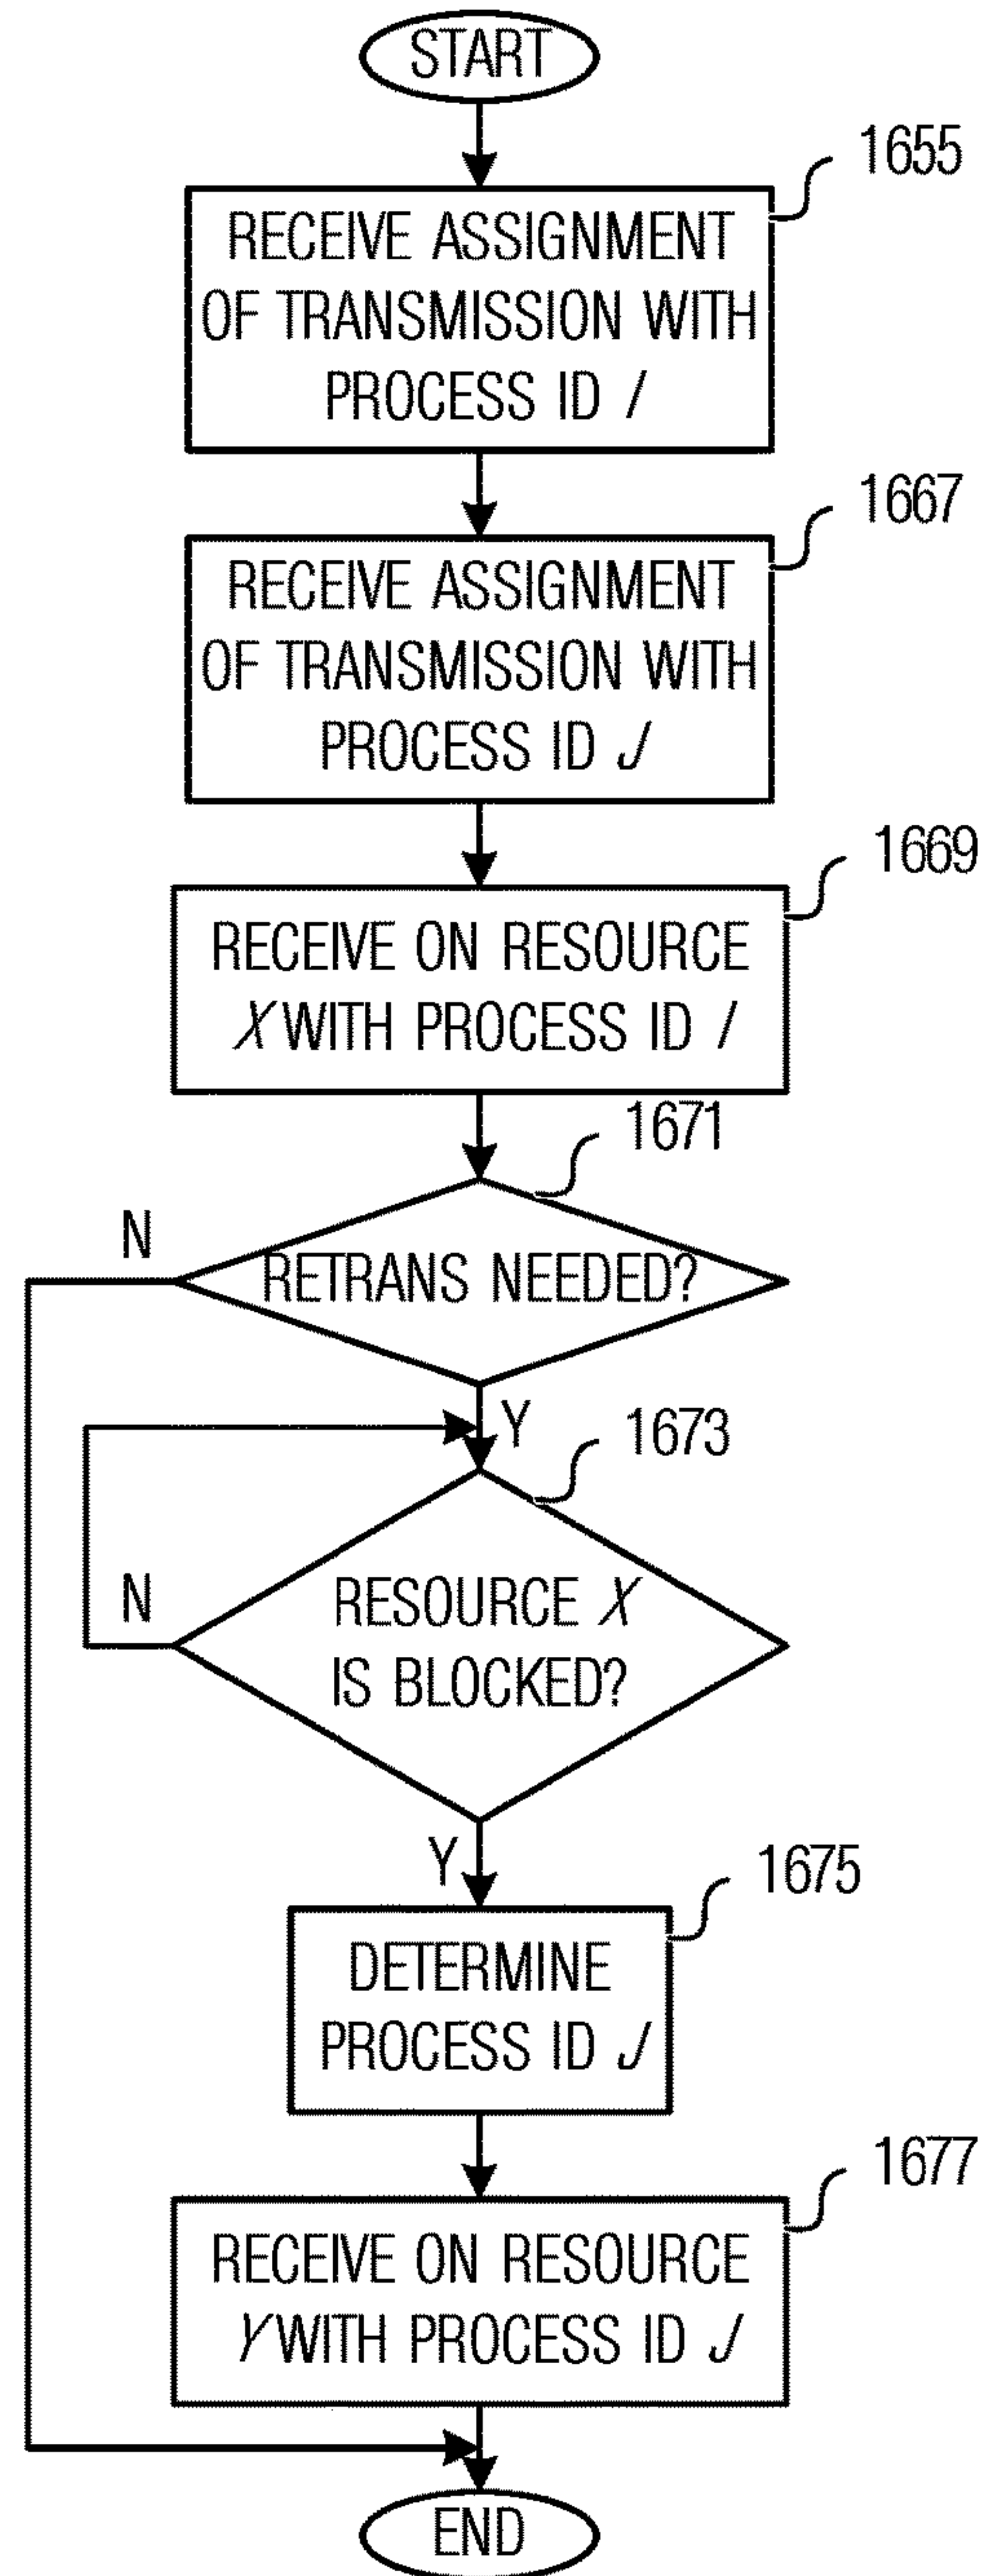 START
1655
RECEIVE ASSIGNMENT
OF TRANSMISSION WITH
PROCESS ID I
1667
RECEIVE ASSIGNMENT
OF TRANSMISSION WITH
PROCESS ID J
1669
RECEIVE ON RESOURCE
X WITH PROCESS ID I
1671
N
RETRANS NEEDED?
Y
1673
N
RESOURCE X
IS BLOCKED?
Y
1675
DETERMINE
PROCESS ID J
1677
RECEIVE ON RESOURCE
Y WITH PROCESS ID J
END